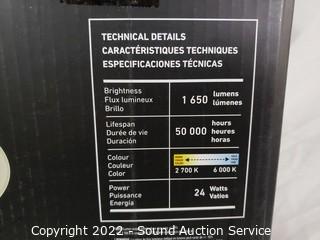 TECHNICAL DETAILS
CARACTÉRISTIQUES TECHNIQUES
ESPECIFICACIONES TÉCNICAS
Brightness
Flux lumineux
Brillo
1 650 lumens
lúmenes
Lifespan
Durée de vie
Duración
50 000 hours
heures
horas
Colour
Couleur
Color
2 700 K 6 000 K
Power
Puissance
Energía
24 Watts
Vaties
Copyright 2022 - Sound Auction Service